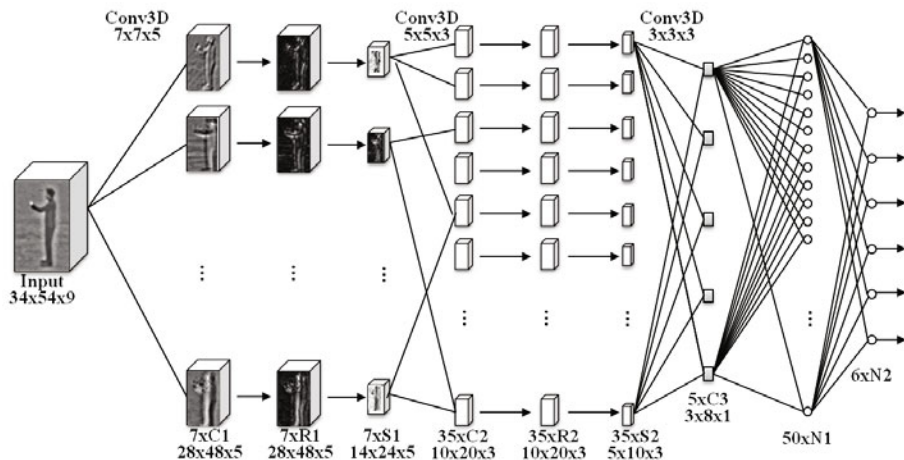 Conv3D
7x7x5
Conv3D
5x5x3
Conv3D
3x3x3
Input
34x54x9
7xC1
28x48x5
7xR1
28x48x5
7xS1
14x24x5
35xC2
10x20x3
35xR2
10x20x3
35xS2
5x10x3
5xC3
3x8x1
50xN1
6xN2